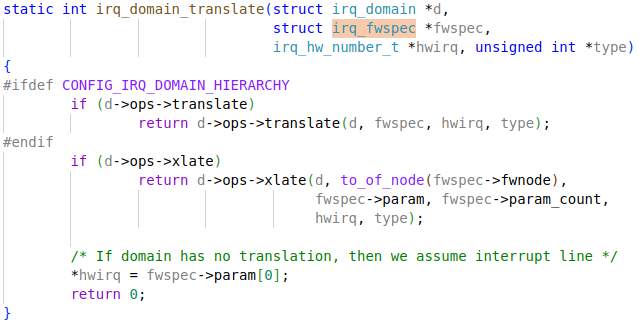 static int irq_domain_translate(struct irq_domain *d,
                                struct irq_fwspec *fwspec,
                                irq_hw_number_t *hwirq, unsigned int *type)
{
#ifdef CONFIG_IRQ_DOMAIN_HIERARCHY
        if (d->ops->translate)
                return d->ops->translate(d, fwspec, hwirq, type);
#endif
        if (d->ops->xlate)
                return d->ops->xlate(d, to_of_node(fwspec->fwnode),
                                     fwspec->param, fwspec->param_count,
                                     hwirq, type);

        /* If domain has no translation, then we assume interrupt line */
        *hwirq = fwspec->param[0];
        return 0;
}